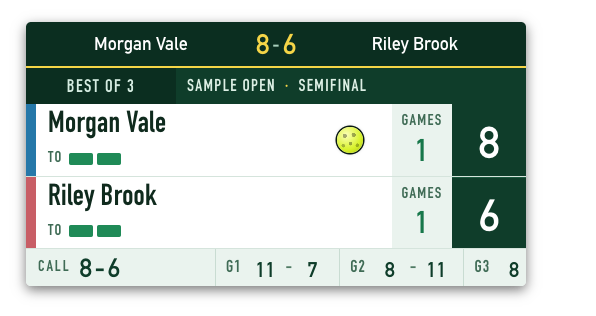 Morgan Vale 8-6 Riley Brook
BEST OF 3 SAMPLE OPEN · SEMIFINAL
Morgan Vale
TO
GAMES
1
8
Riley Brook
TO
GAMES
1
6
CALL 8-6 G1 11 - 7 G2 8 - 11 G3 8